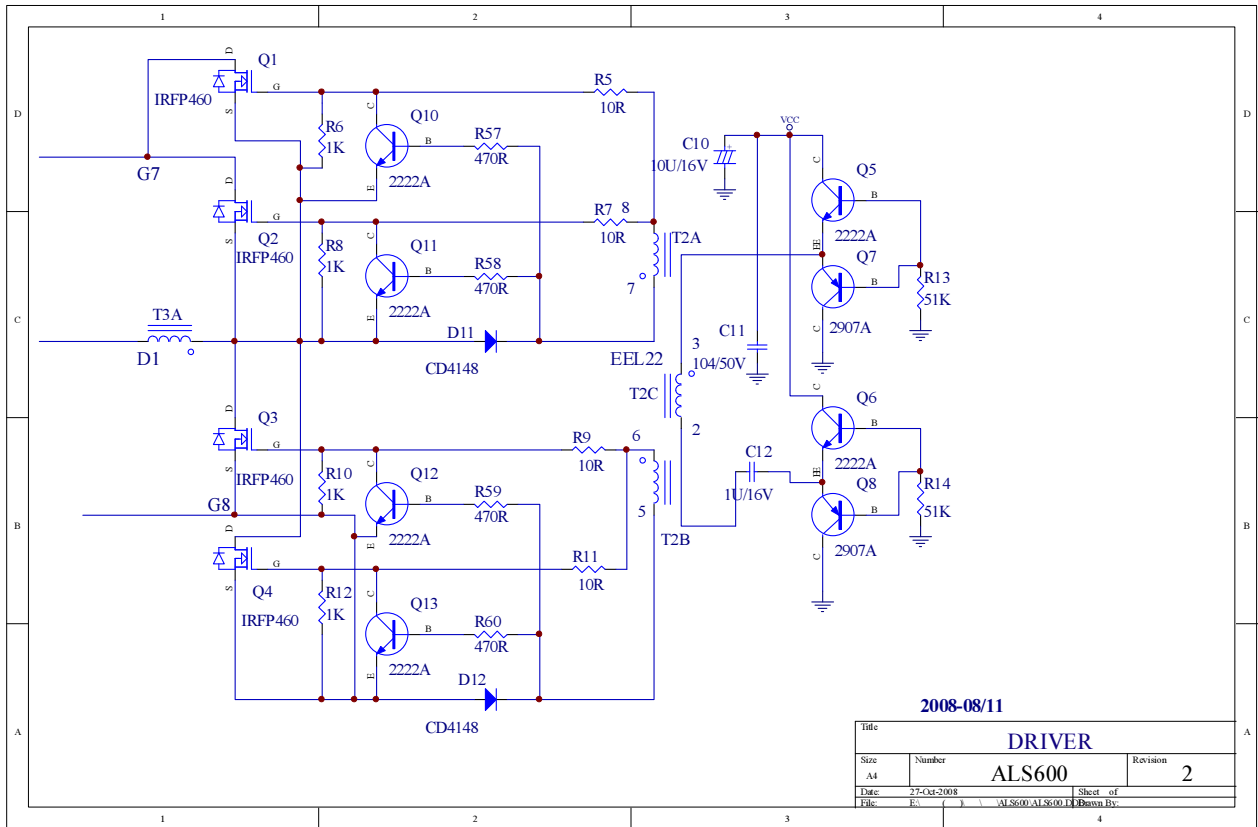 1 2 3 4
D
C
B
A
D
C
B
A
Q1
D
G
S
IRFP460
G7
R6
1K
Q10
C
B
E
2222A
R57
470R
R5
10R
D
G
S
Q2
IRFP460
R8
1K
Q11
C
B
E
2222A
R58
470R
R7 8
10R
T2A
7
T3A
D1
D11
CD4148
EEL22
3
T2C
2
C10
+
10U/16V
VCC
C11
104/50V
Q5
C
B
2222A
EE
Q7
B
C
2907A
R13
51K
Q6
C
B
2222A
EE
Q8
B
C
2907A
R14
51K
C12
1U/16V
Q3
D
G
S
IRFP460
G8
R10
1K
Q12
C
B
E
2222A
R59
470R
R9
10R
6
5
T2B
D
G
S
Q4
IRFP460
R12
1K
Q13
C
B
E
2222A
R60
470R
R11
10R
D12
CD4148
2008-08/11
Title
DRIVER
Size
A4
Number
ALS600
Revision
2
Date: 27-Oct-2008 Sheet of
File: E:\ ( )\ \ \ALS600\ALS600.DDB Drawn By:
1 2 3 4